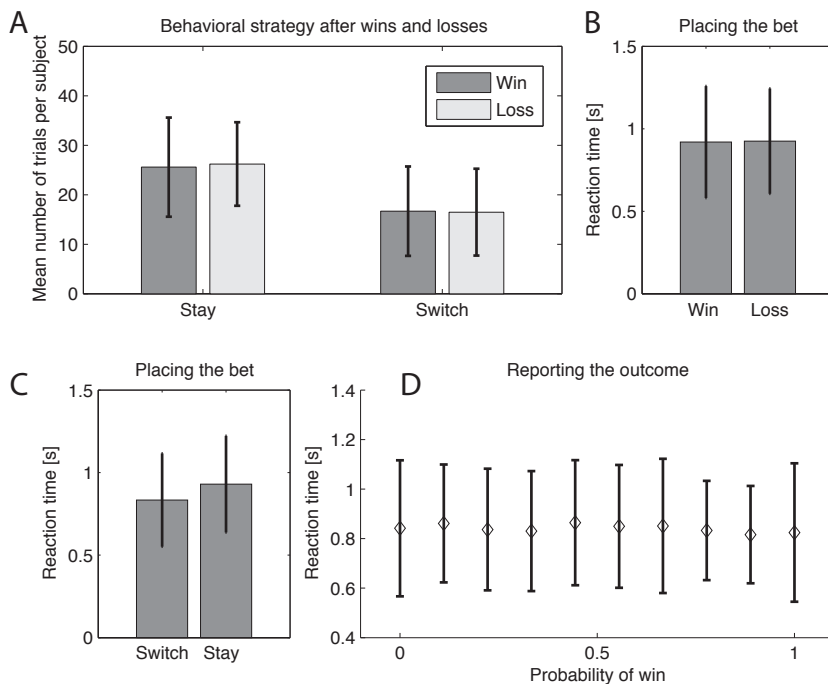 A
Behavioral strategy after wins and losses
Mean number of trials per subject
50
40
30
20
10
0
Win
Loss
Stay
Switch
B
Placing the bet
Reaction time [s]
1.5
1
0.5
0
Win
Loss
C
Placing the bet
Reaction time [s]
1.5
1
0.5
0
Switch
Stay
D
Reporting the outcome
Reaction time [s]
1.4
1.2
1
0.8
0.6
0.4
0
0.5
1
Probability of win